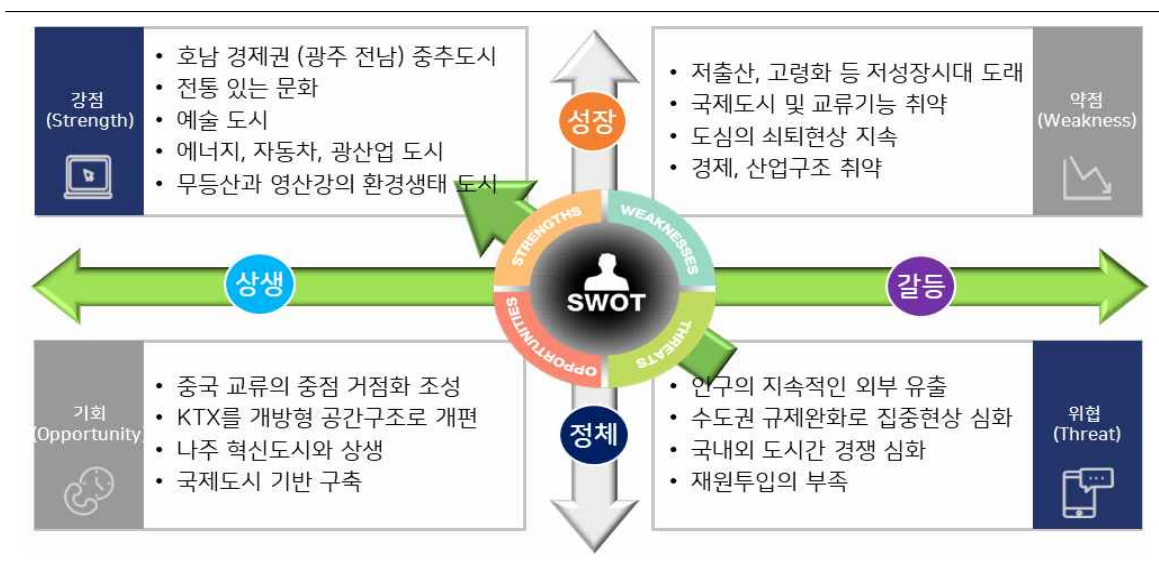 강점
(Strength)
• 호남 경제권 (광주 전남) 중추도시
• 전통 있는 문화
• 예술 도시
• 에너지, 자동차, 광산업 도시
• 무등산과 영산강의 환경생태 도시
성장
• 저출산, 고령화 등 저성장시대 도래
• 국제도시 및 교류기능 취약
• 도심의 쇠퇴현상 지속
• 경제, 산업구조 취약
약점
(Weakness)
상생
STRENGTHS
WEAKNESSES
SWOT
OPPORTUNITIES
THREATS
갈등
기회
(Opportunity)
• 중국 교류의 중점 거점화 조성
• KTX를 개방형 공간구조로 개편
• 나주 혁신도시와 상생
• 국제도시 기반 구축
정체
• 인구의 지속적인 외부 유출
• 수도권 규제완화로 집중현상 심화
• 국내외 도시간 경쟁 심화
• 재원투입의 부족
위협
(Threat)